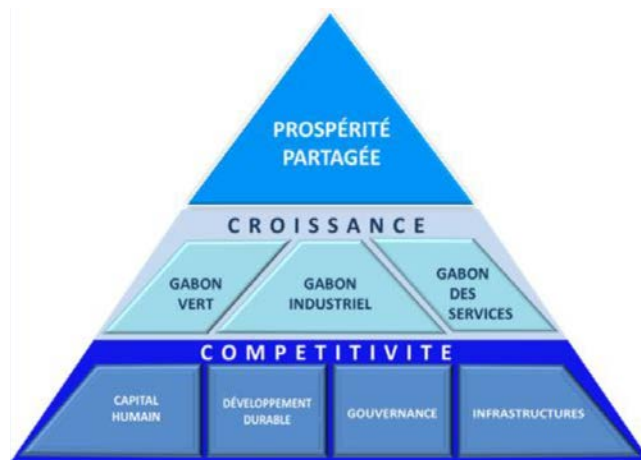 PROSPÉRITÉ
PARTAGÉE
CROISSANCE
GABON
VERT
GABON
INDUSTRIEL
GABON
DES
SERVICES
COMPETITIVITE
CAPITAL
HUMAIN
DÉVELOPPEMENT
DURABLE
GOUVERNANCE
INFRASTRUCTURES